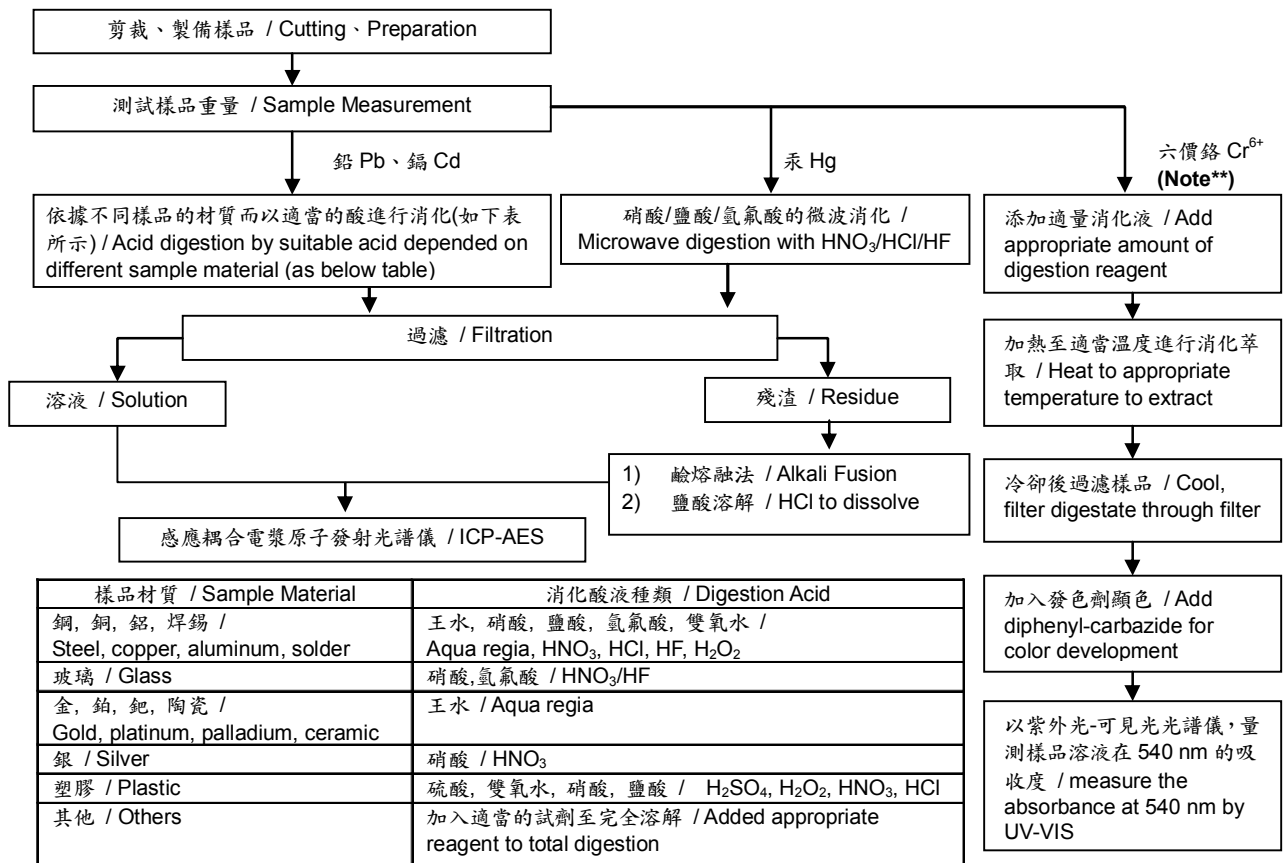 剪裁、製備樣品 / Cutting、Preparation
測試樣品重量 / Sample Measurement
鉛 Pb、鎘 Cd
汞 Hg
六價鉻 Cr⁶⁺
(Note**)
依據不同樣品的材質而以適當的酸進行消化(如下表
所示) / Acid digestion by suitable acid depended on
different sample material (as below table)
硝酸/鹽酸/氫氟酸的微波消化 /
Microwave digestion with HNO₃/HCl/HF
添加適量消化液 / Add
appropriate amount of
digestion reagent
過濾 / Filtration
加熱至適當溫度進行消化萃
取 / Heat to appropriate
temperature to extract
溶液 / Solution
殘渣 / Residue
1) 鹼熔融法 / Alkali Fusion
2) 鹽酸溶解 / HCl to dissolve
冷卻後過濾樣品 / Cool,
filter digestate through filter
感應耦合電漿原子發射光譜儀 / ICP-AES
加入發色劑顯色 / Add
diphenyl-carbazide for
color development
以紫外光-可見光光譜儀，量
測樣品溶液在 540 nm 的吸
收度 / measure the
absorbance at 540 nm by
UV-VIS
樣品材質 / Sample Material 消化酸液種類 / Digestion Acid
鋼, 銅, 鋁, 焊錫 / 王水, 硝酸, 鹽酸, 氫氟酸, 雙氧水 /
Steel, copper, aluminum, solder Aqua regia, HNO₃, HCl, HF, H₂O₂
玻璃 / Glass 硝酸,氫氟酸 / HNO₃/HF
金, 鉑, 鈀, 陶瓷 / 王水 / Aqua regia
Gold, platinum, palladium, ceramic
銀 / Silver 硝酸 / HNO₃
塑膠 / Plastic 硫酸, 雙氧水, 硝酸, 鹽酸 / H₂SO₄, H₂O₂, HNO₃, HCl
其他 / Others 加入適當的試劑至完全溶解 / Added appropriate
reagent to total digestion